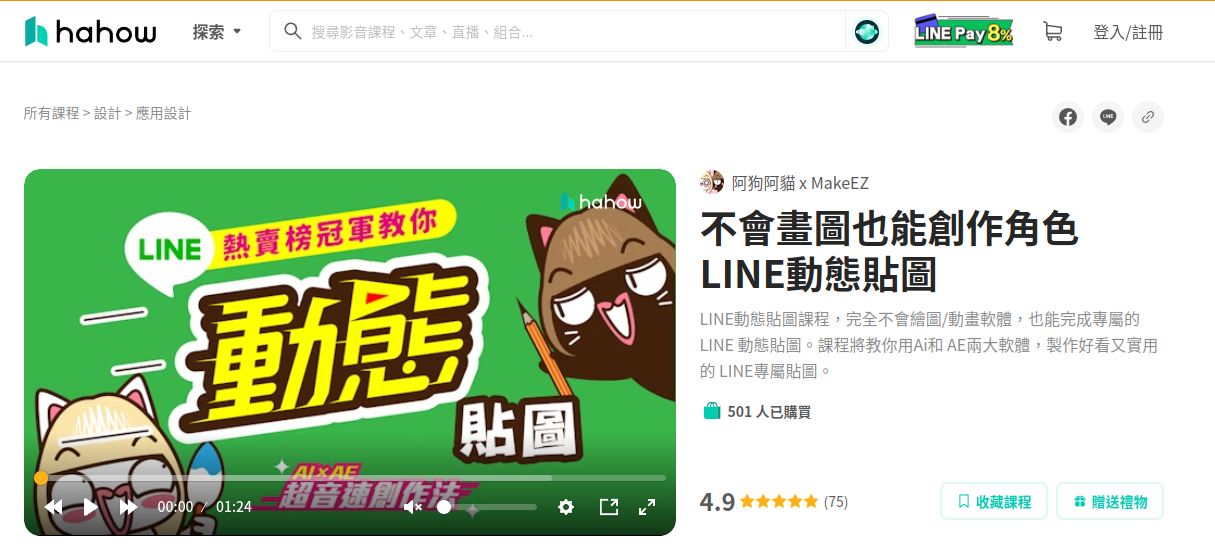 hahow
探索
搜尋影音課程、文章、直播、組合...
LINE Pay 8%
登入/註冊
所有課程 > 設計 > 應用設計
LINE
hahow
LINE
熱賣榜冠軍教你
動態
貼圖
AI×AE
超音速創作法
00:00 / 01:24
阿狗阿貓 x MakeEZ
不會畫圖也能創作角色
LINE動態貼圖
LINE動態貼圖課程，完全不會繪圖/動畫軟體，也能完成專屬的
LINE 動態貼圖。課程將教你用Ai和 AE兩大軟體，製作好看又實用
的 LINE專屬貼圖。
501 人已購買
4.9
(75)
收藏課程
贈送禮物